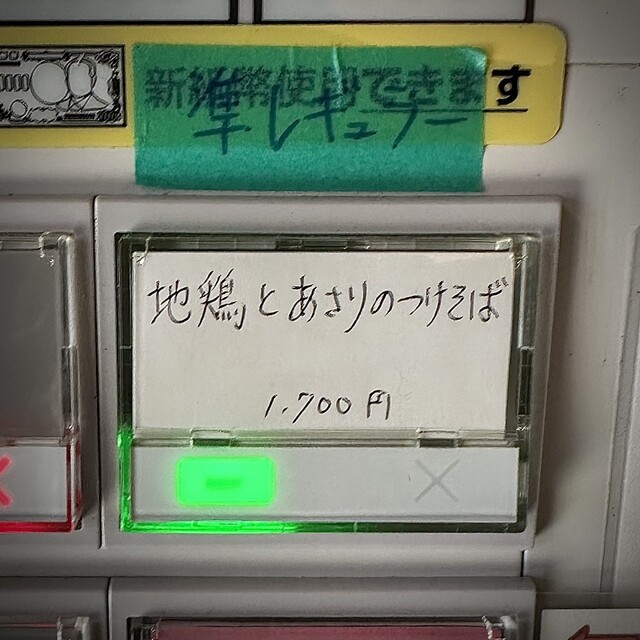 新紙幣使用できます
準レギュラー
地鶏とあさりのつけそば
1.700円